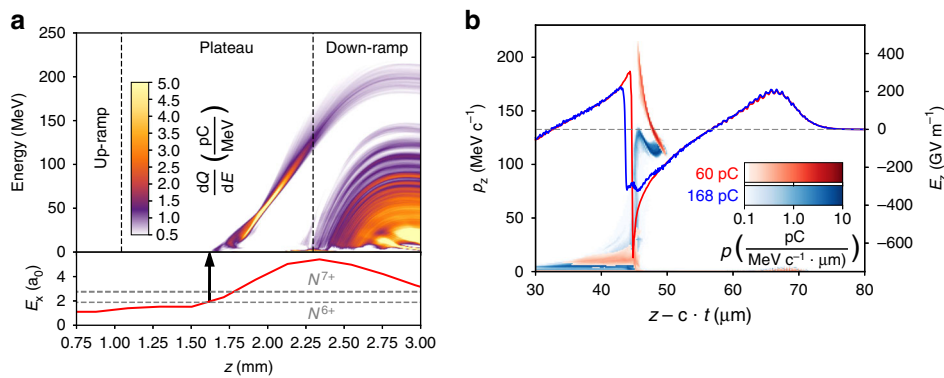 a
Up-ramp
Plateau
Down-ramp
Energy (MeV)
250
200
150
100
50
0
5.0
4.5
4.0
3.5
3.0
2.5
2.0
1.5
1.0
0.5
dQ/dE (pC/MeV)
E_x (a_0)
4
2
0
N^7+
N^6+
0.75 1.00 1.25 1.50 1.75 2.00 2.25 2.50 2.75 3.00
z (mm)
b
p_z (MeV c^−1)
200
150
100
50
0
E_z (GV m^−1)
400
200
0
−200
−400
−600
60 pC
168 pC
0.1 1.0 10
p (pC/MeV c^−1 · μm)
30 40 50 60 70 80
z – c · t (μm)